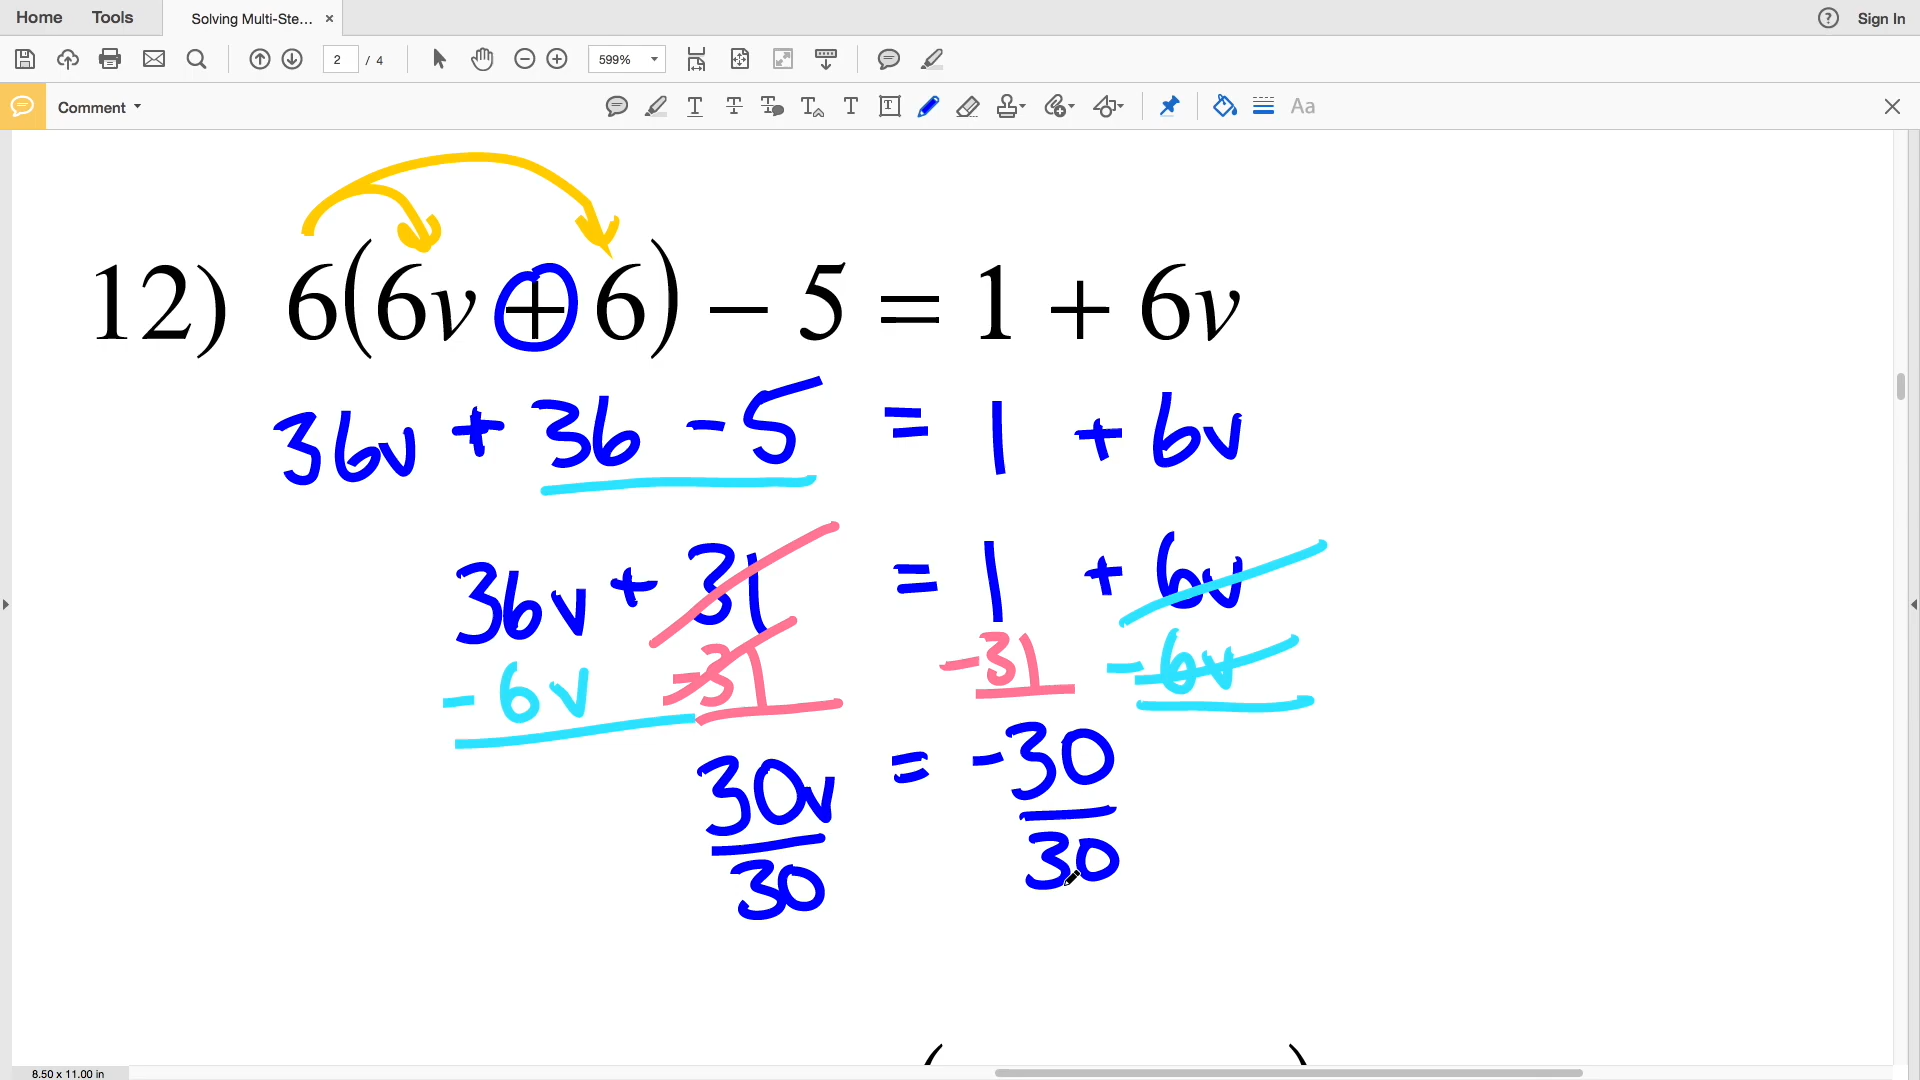 Home Tools Solving Multi-Ste... × ? Sign In
2 / 4 599%
Comment T T T T T T Aa
12) 6(6v + 6) − 5 = 1 + 6v
36v + 36 - 5 = 1 + 6v
36v + 31 = 1 + 6v
- 6v -31 -31 - 6v
30v = -30
30 30
( )
8.50 x 11.00 in